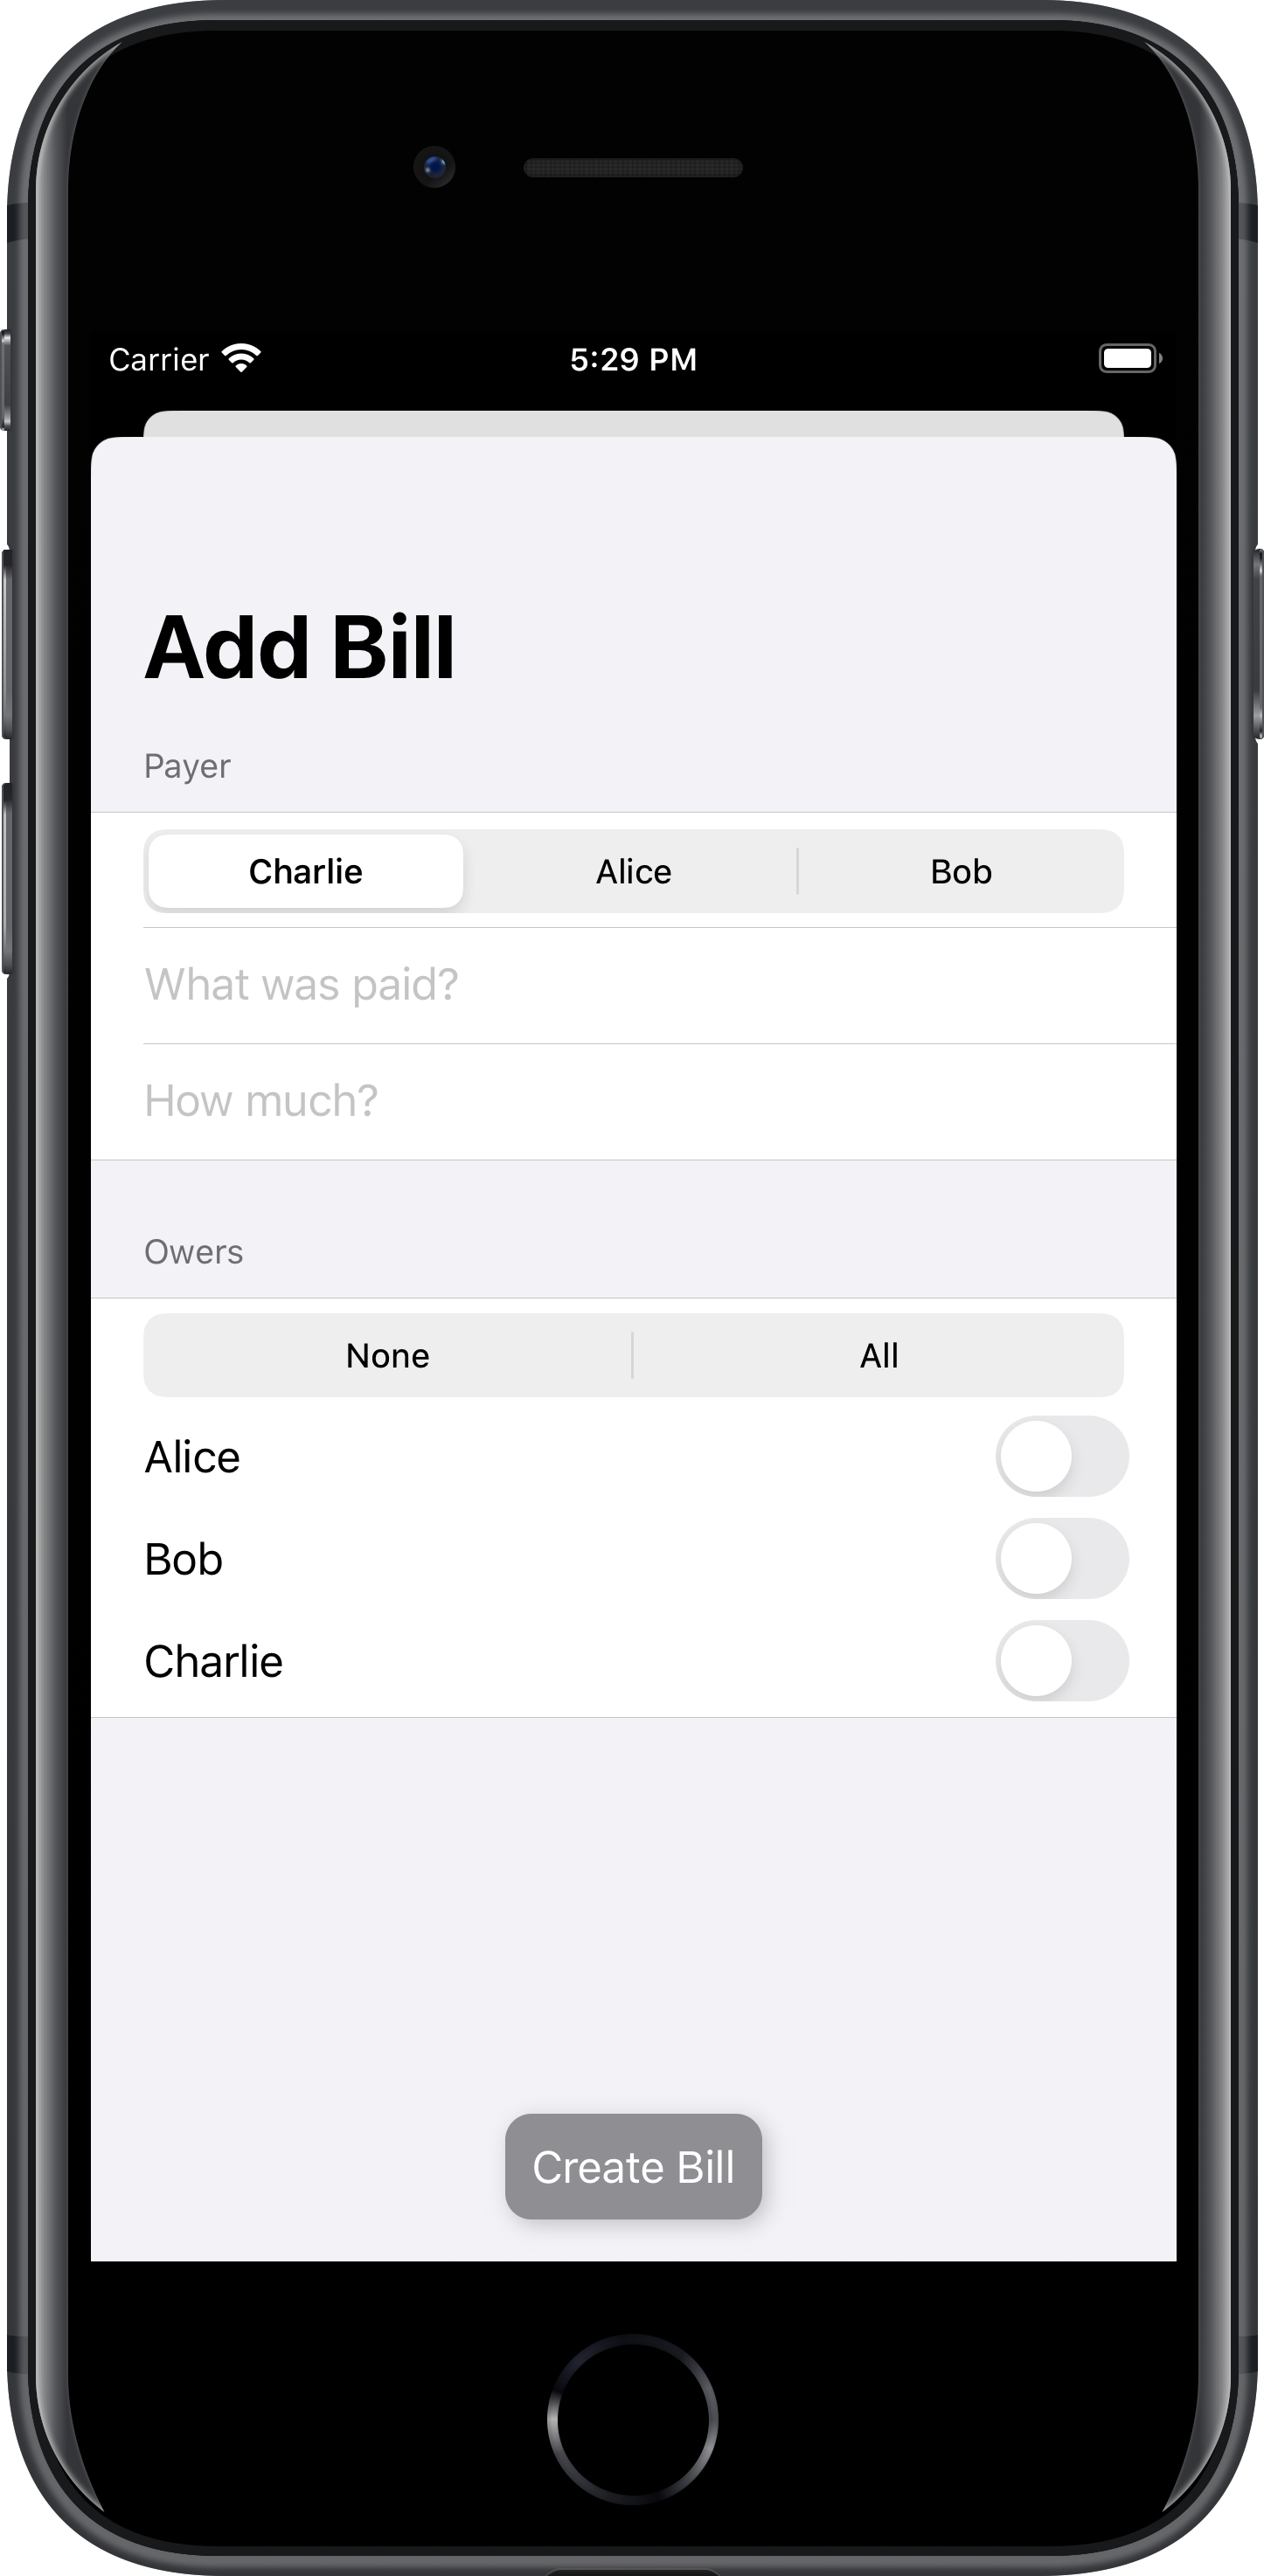 Carrier 5:29 PM
Add Bill
Payer
Charlie Alice Bob
What was paid?
How much?
Owers
None All
Alice
Bob
Charlie
Create Bill